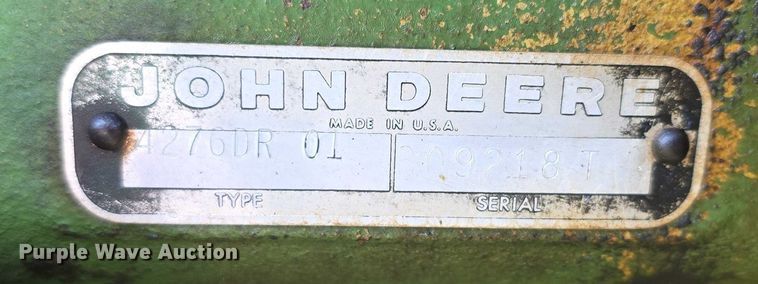 JOHN DEERE
MADE IN U.S.A.
4276DR 01
TYPE SERIAL
Purple Wave Auction